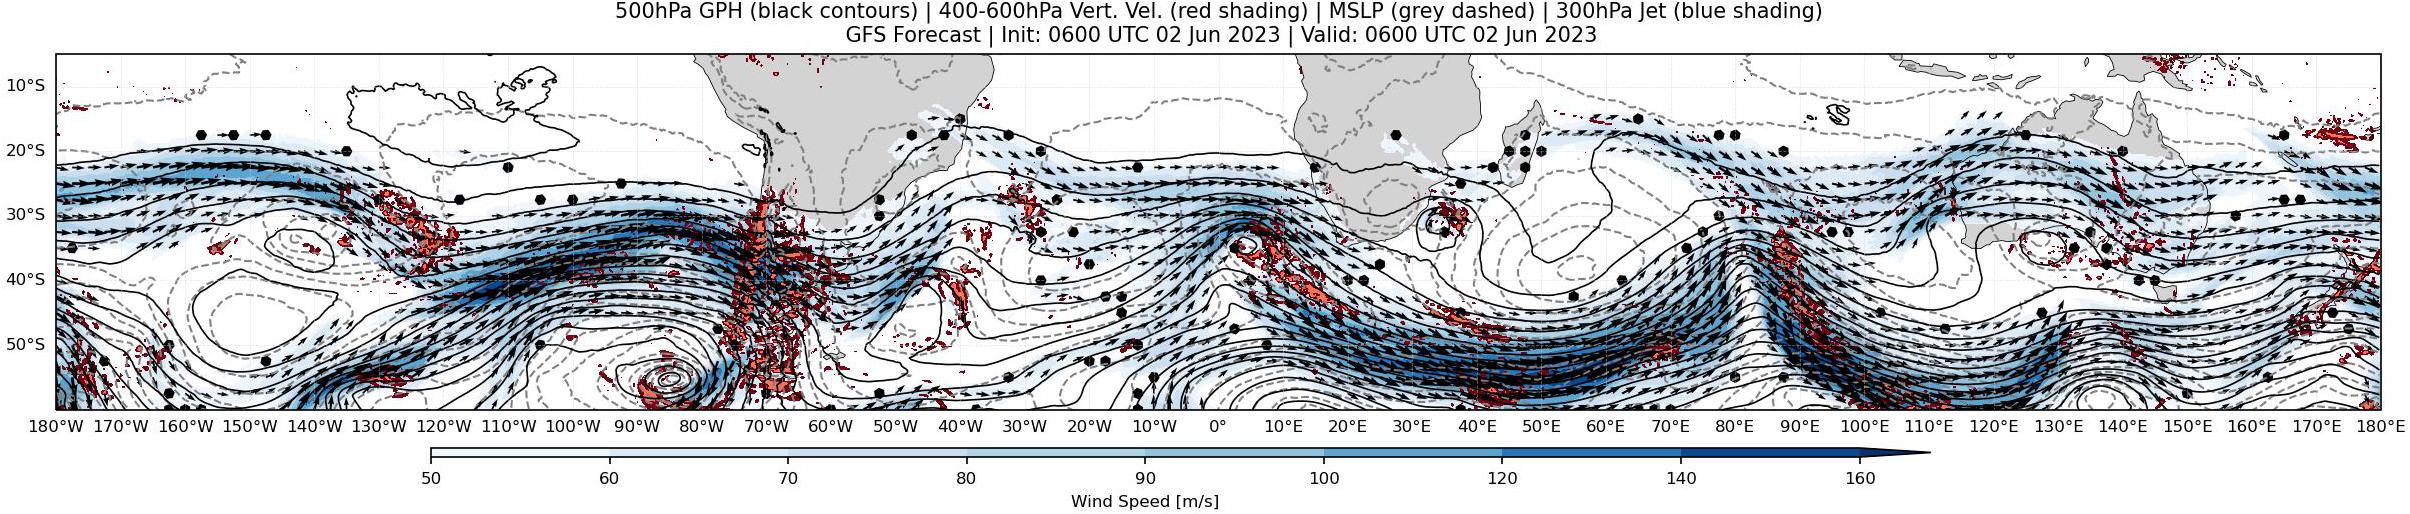 500hPa GPH (black contours) | 400-600hPa Vert. Vel. (red shading) | MSLP (grey dashed) | 300hPa Jet (blue shading)
GFS Forecast | Init: 0600 UTC 02 Jun 2023 | Valid: 0600 UTC 02 Jun 2023
10°S
20°S
30°S
40°S
50°S
180°W 170°W 160°W 150°W 140°W 130°W 120°W 110°W 100°W 90°W 80°W 70°W 60°W 50°W 40°W 30°W 20°W 10°W 0° 10°E 20°E 30°E 40°E 50°E 60°E 70°E 80°E 90°E 100°E 110°E 120°E 130°E 140°E 150°E 160°E 170°E 180°E
50 60 70 80 90 100 120 140 160
Wind Speed [m/s]